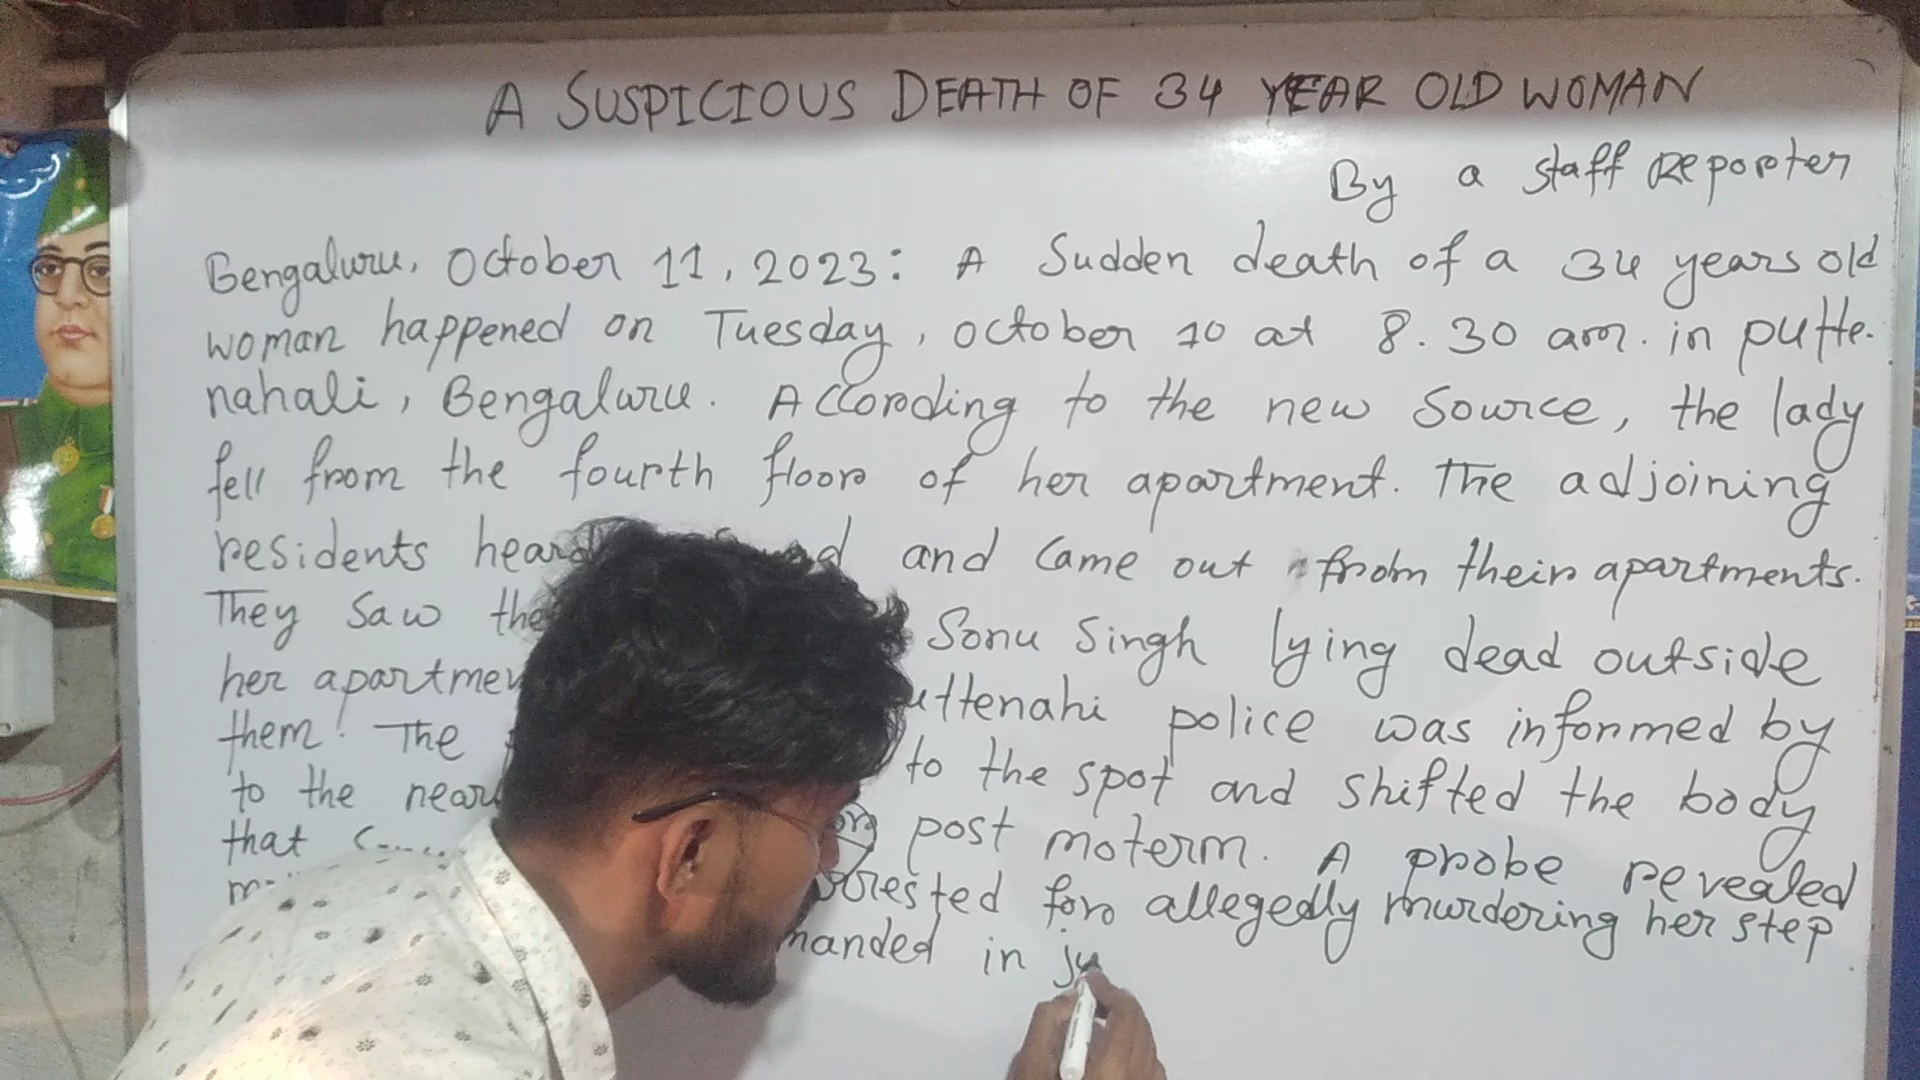 A SUSPICIOUS DEATH OF 34 YEAR OLD WOMAN
By a staff Reporter
Bengaluru, October 11, 2023: A Sudden death of a 34 years old
woman happened on Tuesday, October 10 at 8.30 am. in putte-
nahali, Bengaluru. According to the new source, the lady
fell from the fourth floor of her apartment. The adjoining
residents heard and came out from their apartments.
They saw the Sonu Singh lying dead outside
her apartmen uttenahi police was informed by
them. The to the spot and shifted the body
to the near post moterm. A probe revealed
that rrested for allegedly murdering her step
manded in ju